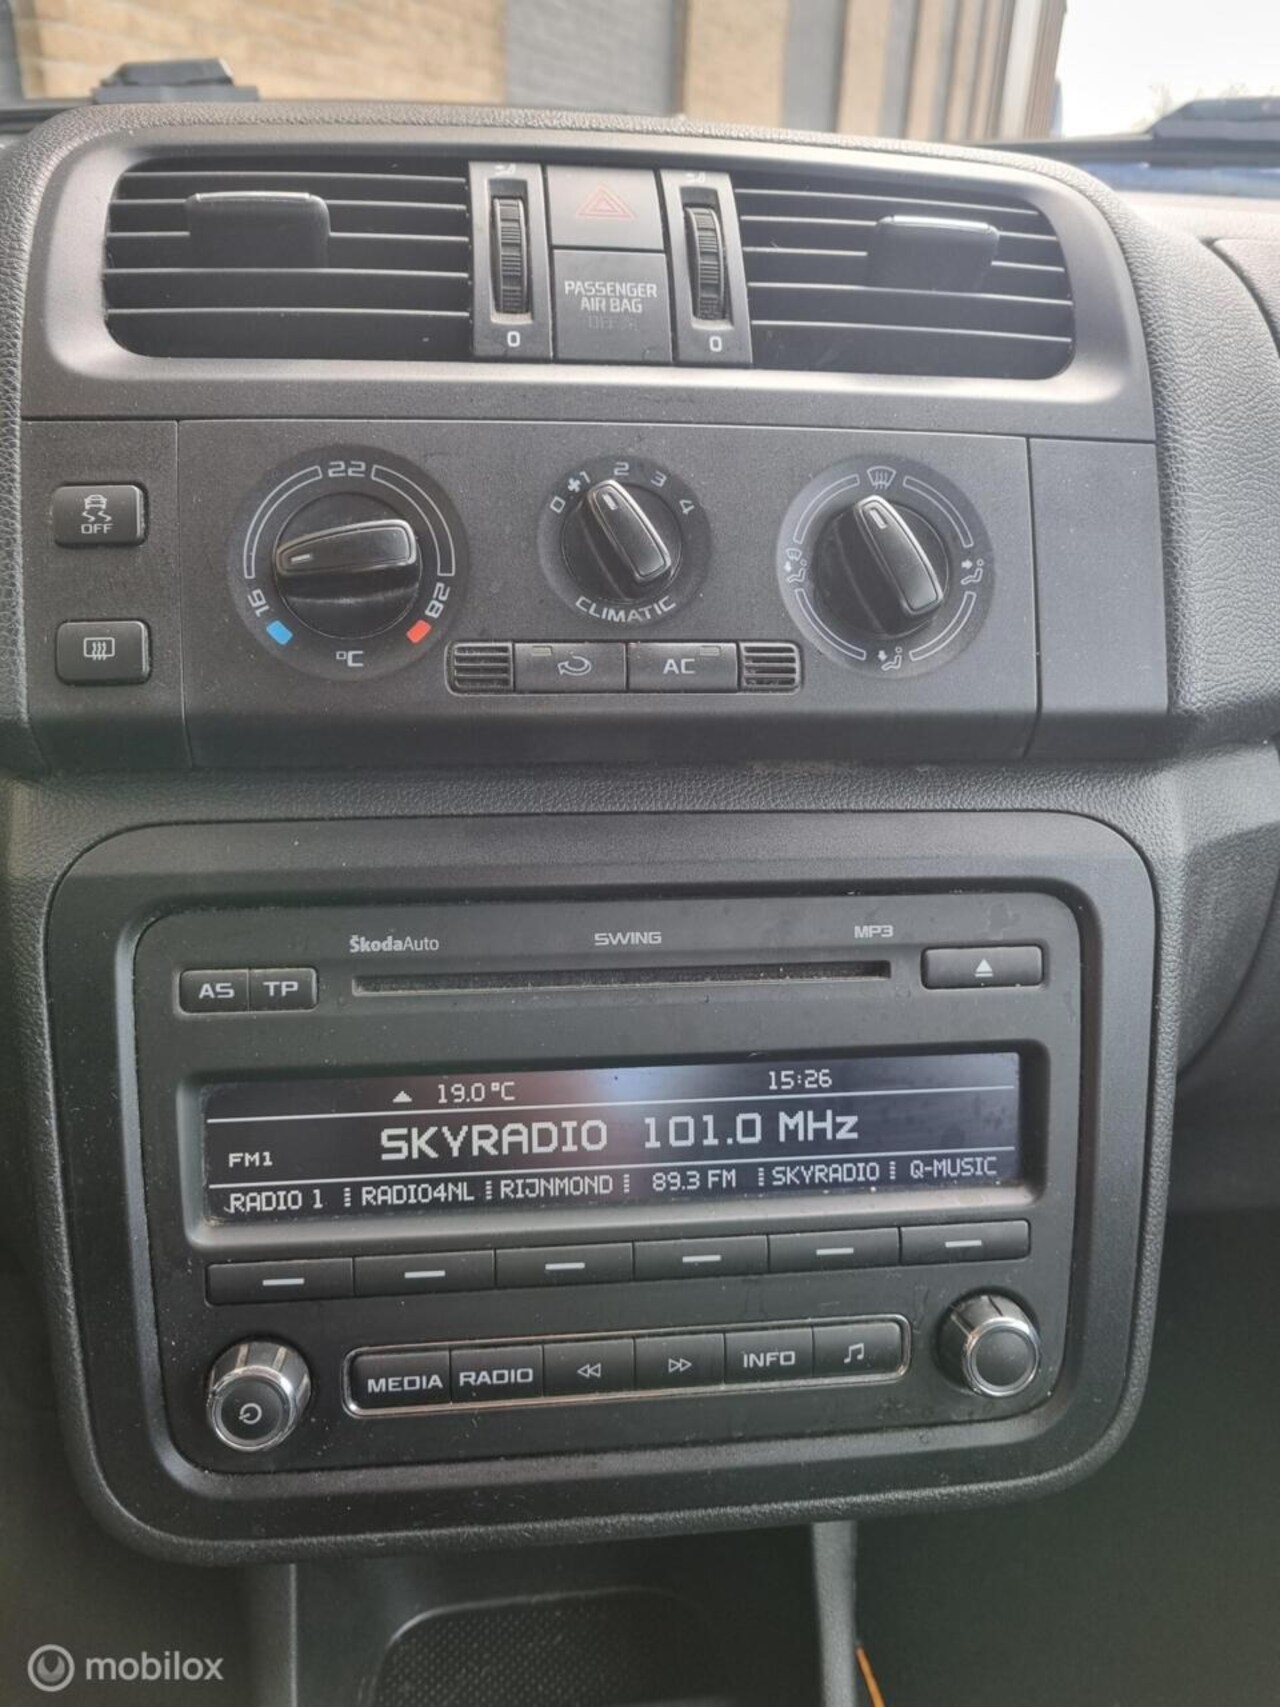 PASSENGER
AIR BAG
OFF
0 0
OFF
22
16 28
°C
0 1 2 3 4
CLIMATIC
AC
ŠkodaAuto SWING MP3
AS TP
19.0°C 15:26
FM1 SKYRADIO 101.0 MHz
RADIO 1 RADIO4NL RIJNMOND 89.3 FM SKYRADIO Q-MUSIC
MEDIA RADIO INFO
mobilox